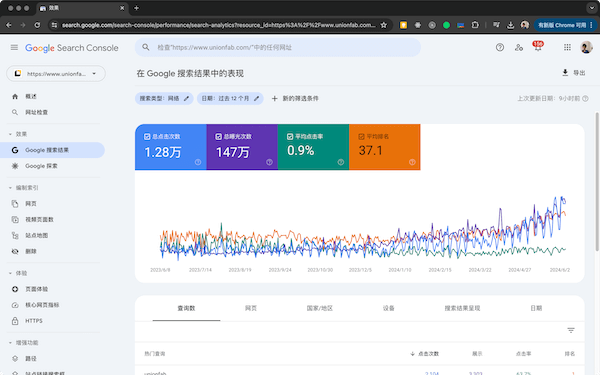 效果
search.google.com/search-console/performance/search-analytics?resource_id=https%3A%2F%2Fwww.unionfab.com...
有新版 Chrome 可用
Google Search Console
检查"https://www.unionfab.com/"中的任何网址
156
https://www.unionfab...
在 Google 搜索结果中的表现
导出
概述
搜索类型：网络
日期：过去 12 个月
新的筛选条件
上次更新日期：9小时前
网址检查
效果
Google 搜索结果
Google 探索
总点击次数
总曝光次数
平均点击率
平均排名
1.28万
147万
0.9%
37.1
编制索引
网页
视频页面数
站点地图
删除
体验
页面体验
核心网页指标
HTTPS
增强功能
路径
站点链接搜索框
2023/6/8
2023/7/14
2023/8/19
2023/9/24
2023/10/30
2023/12/5
2024/1/10
2024/2/15
2024/3/22
2024/4/27
2024/6/2
查询数
网页
国家/地区
设备
搜索结果呈现
日期
热门查询
点击次数
展示
点击率
排名
unionfab